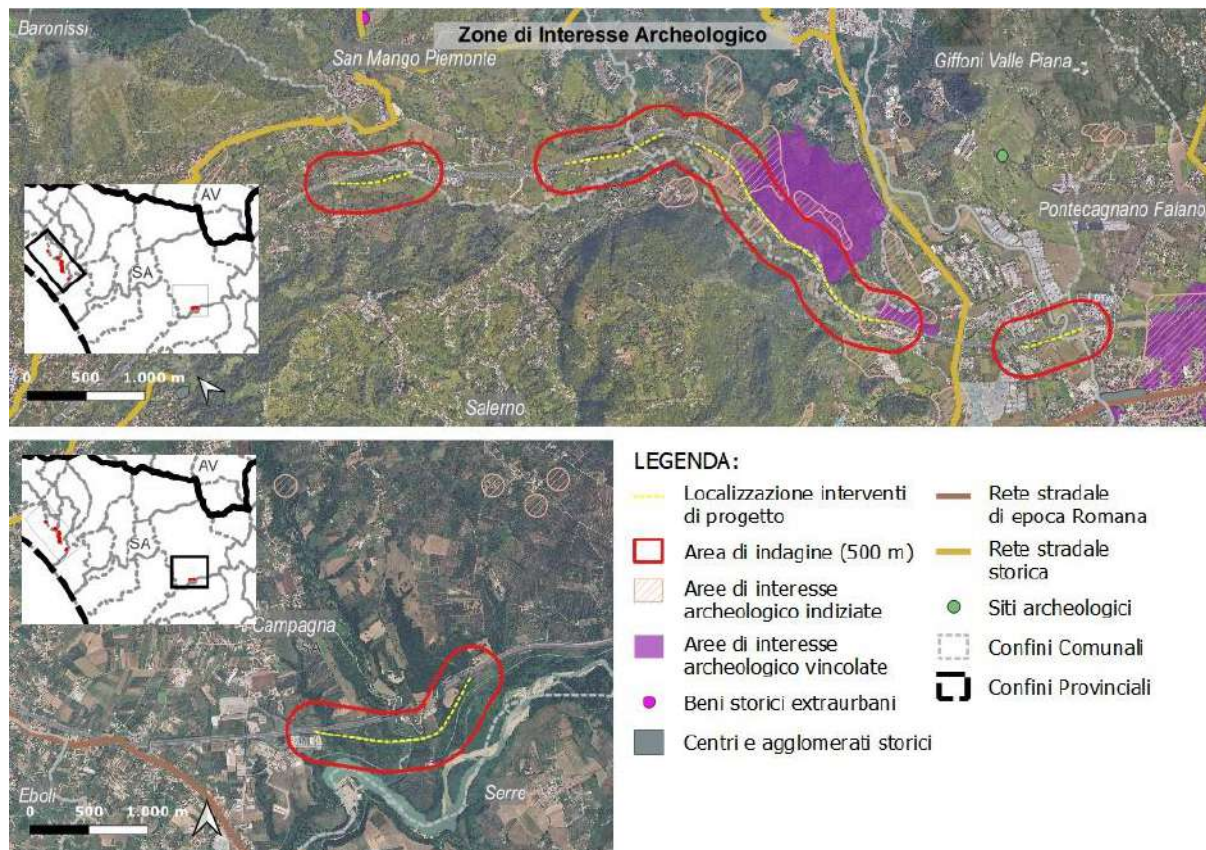 Zone di Interesse Archeologico
Baronissi
San Mango Piemonte
Giffoni Valle Piana
Pontecagnano Faiano
AV
SA
0 500 1.000 m
Salerno
AV
SA
Campagna
Eboli
Serre
0 500 1.000 m
LEGENDA:
Localizzazione interventi
di progetto
Area di indagine (500 m)
Aree di interesse
archeologico indiziate
Aree di interesse
archeologico vincolate
Beni storici extraurbani
Centri e agglomerati storici
Rete stradale
di epoca Romana
Rete stradale
storica
Siti archeologici
Confini Comunali
Confini Provinciali